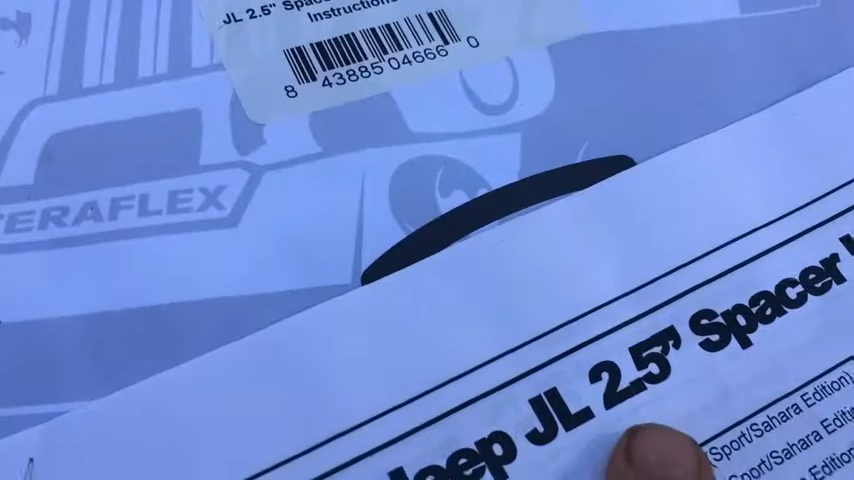 JL 2.5" Spacer
Instructions
8 43885 04666 0
TERAFLEX
Jeep JL 2.5” Spacer
(Sport/Sahara Edition)
(Sport/Sahara Edition
Edition